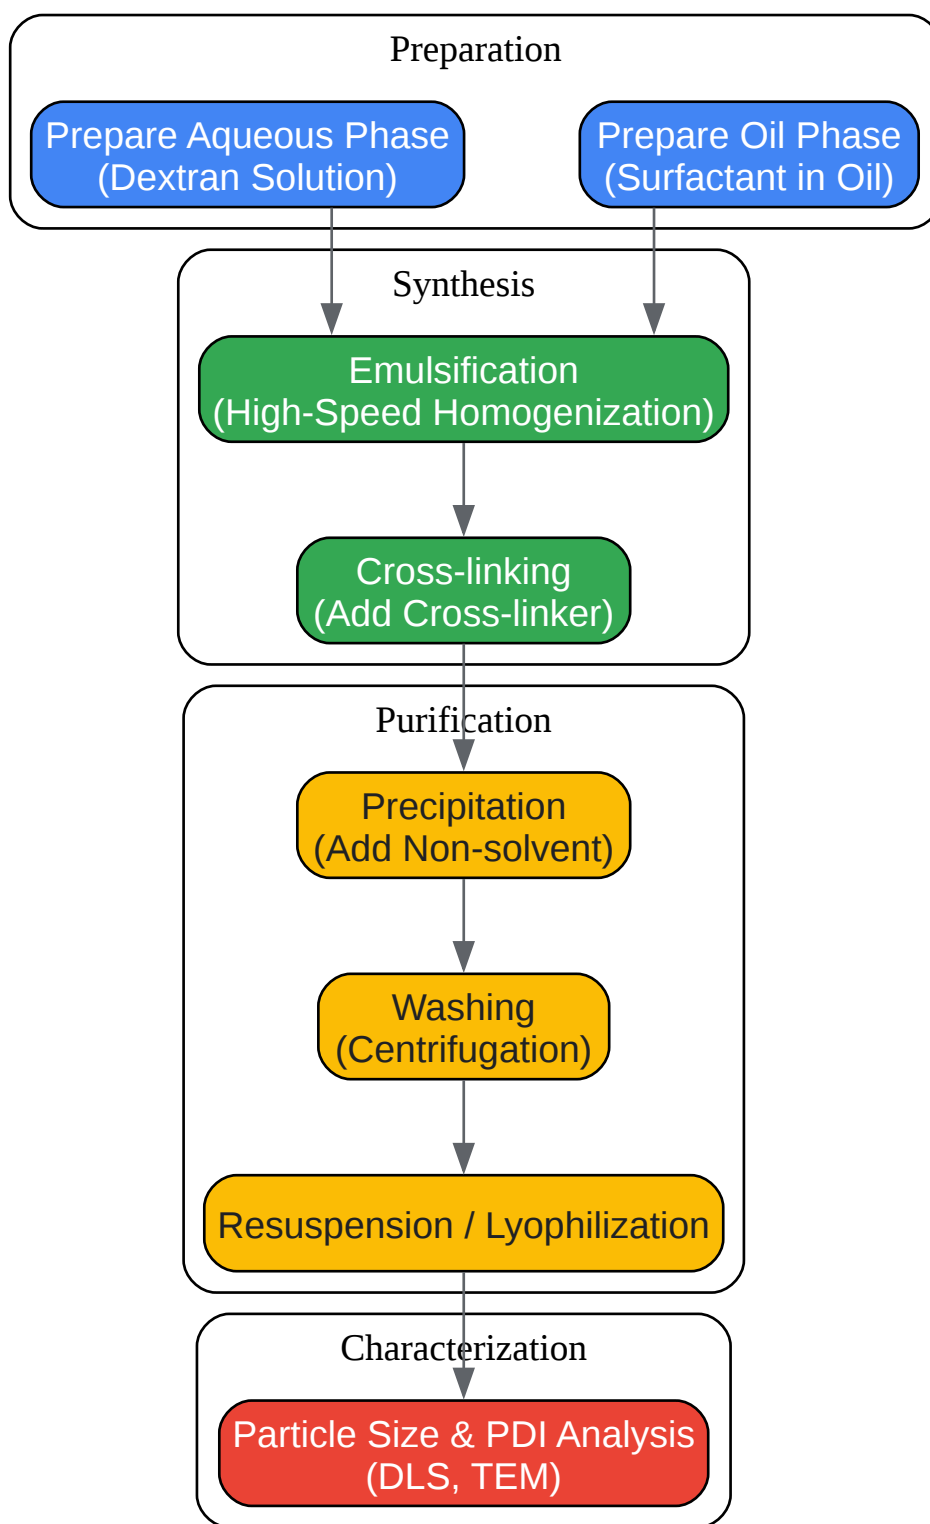 Preparation
Prepare Aqueous Phase
(Dextran Solution)
Prepare Oil Phase
(Surfactant in Oil)
Synthesis
Emulsification
(High-Speed Homogenization)
Cross-linking
(Add Cross-linker)
Purification
Precipitation
(Add Non-solvent)
Washing
(Centrifugation)
Resuspension / Lyophilization
Characterization
Particle Size & PDI Analysis
(DLS, TEM)